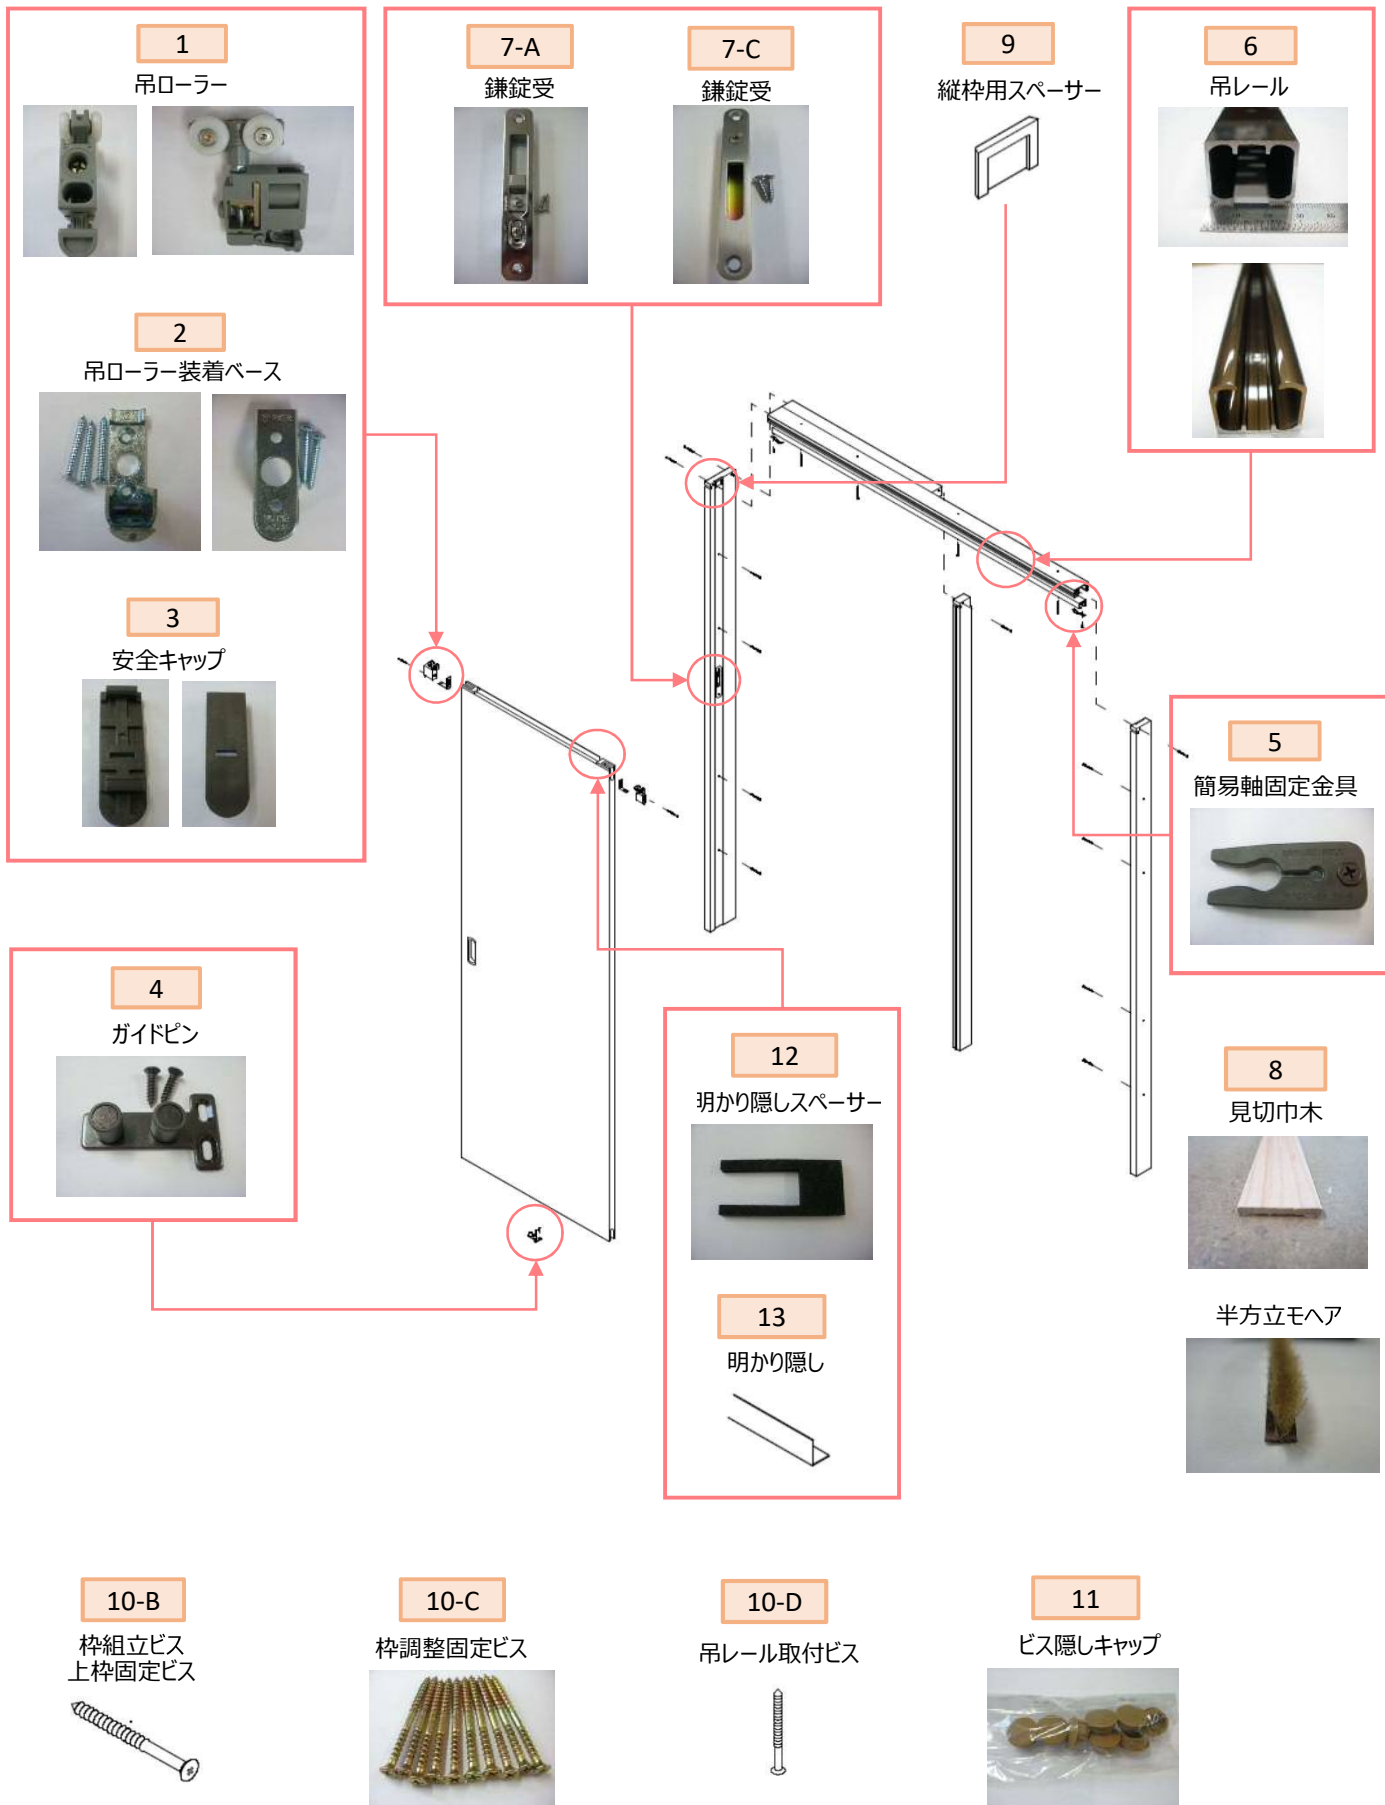 1
吊ローラー
2
吊ローラー装着ベース
3
安全キャップ
7-A
鎌錠受
7-C
鎌錠受
9
縦枠用スペーサー
6
吊レール
5
簡易軸固定金具
4
ガイドピン
12
明かり隠しスペーサー
13
明かり隠し
8
見切巾木
半方立モヘア
10-B
枠組立ビス
上枠固定ビス
10-C
枠調整固定ビス
10-D
吊レール取付ビス
11
ビス隠しキャップ